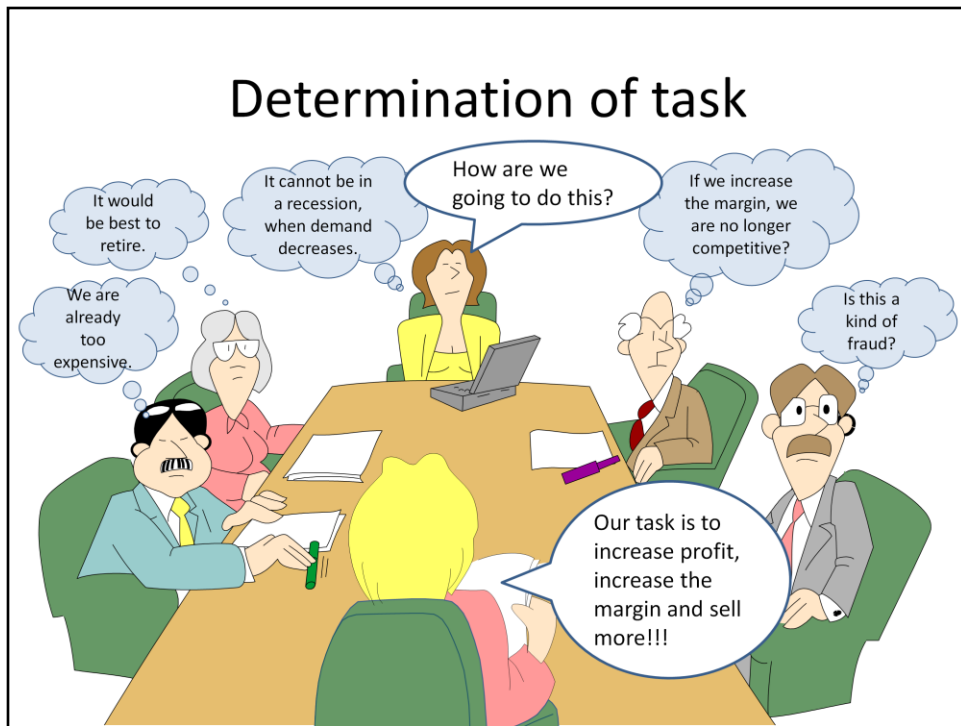 Determination of task
It would
be best to
retire.
It cannot be in
a recession,
when demand
decreases.
How are we
going to do this?
If we increase
the margin, we
are no longer
competitive?
We are
already
too
expensive.
Is this a
kind of
fraud?
Our task is to
increase profit,
increase the
margin and sell
more!!!